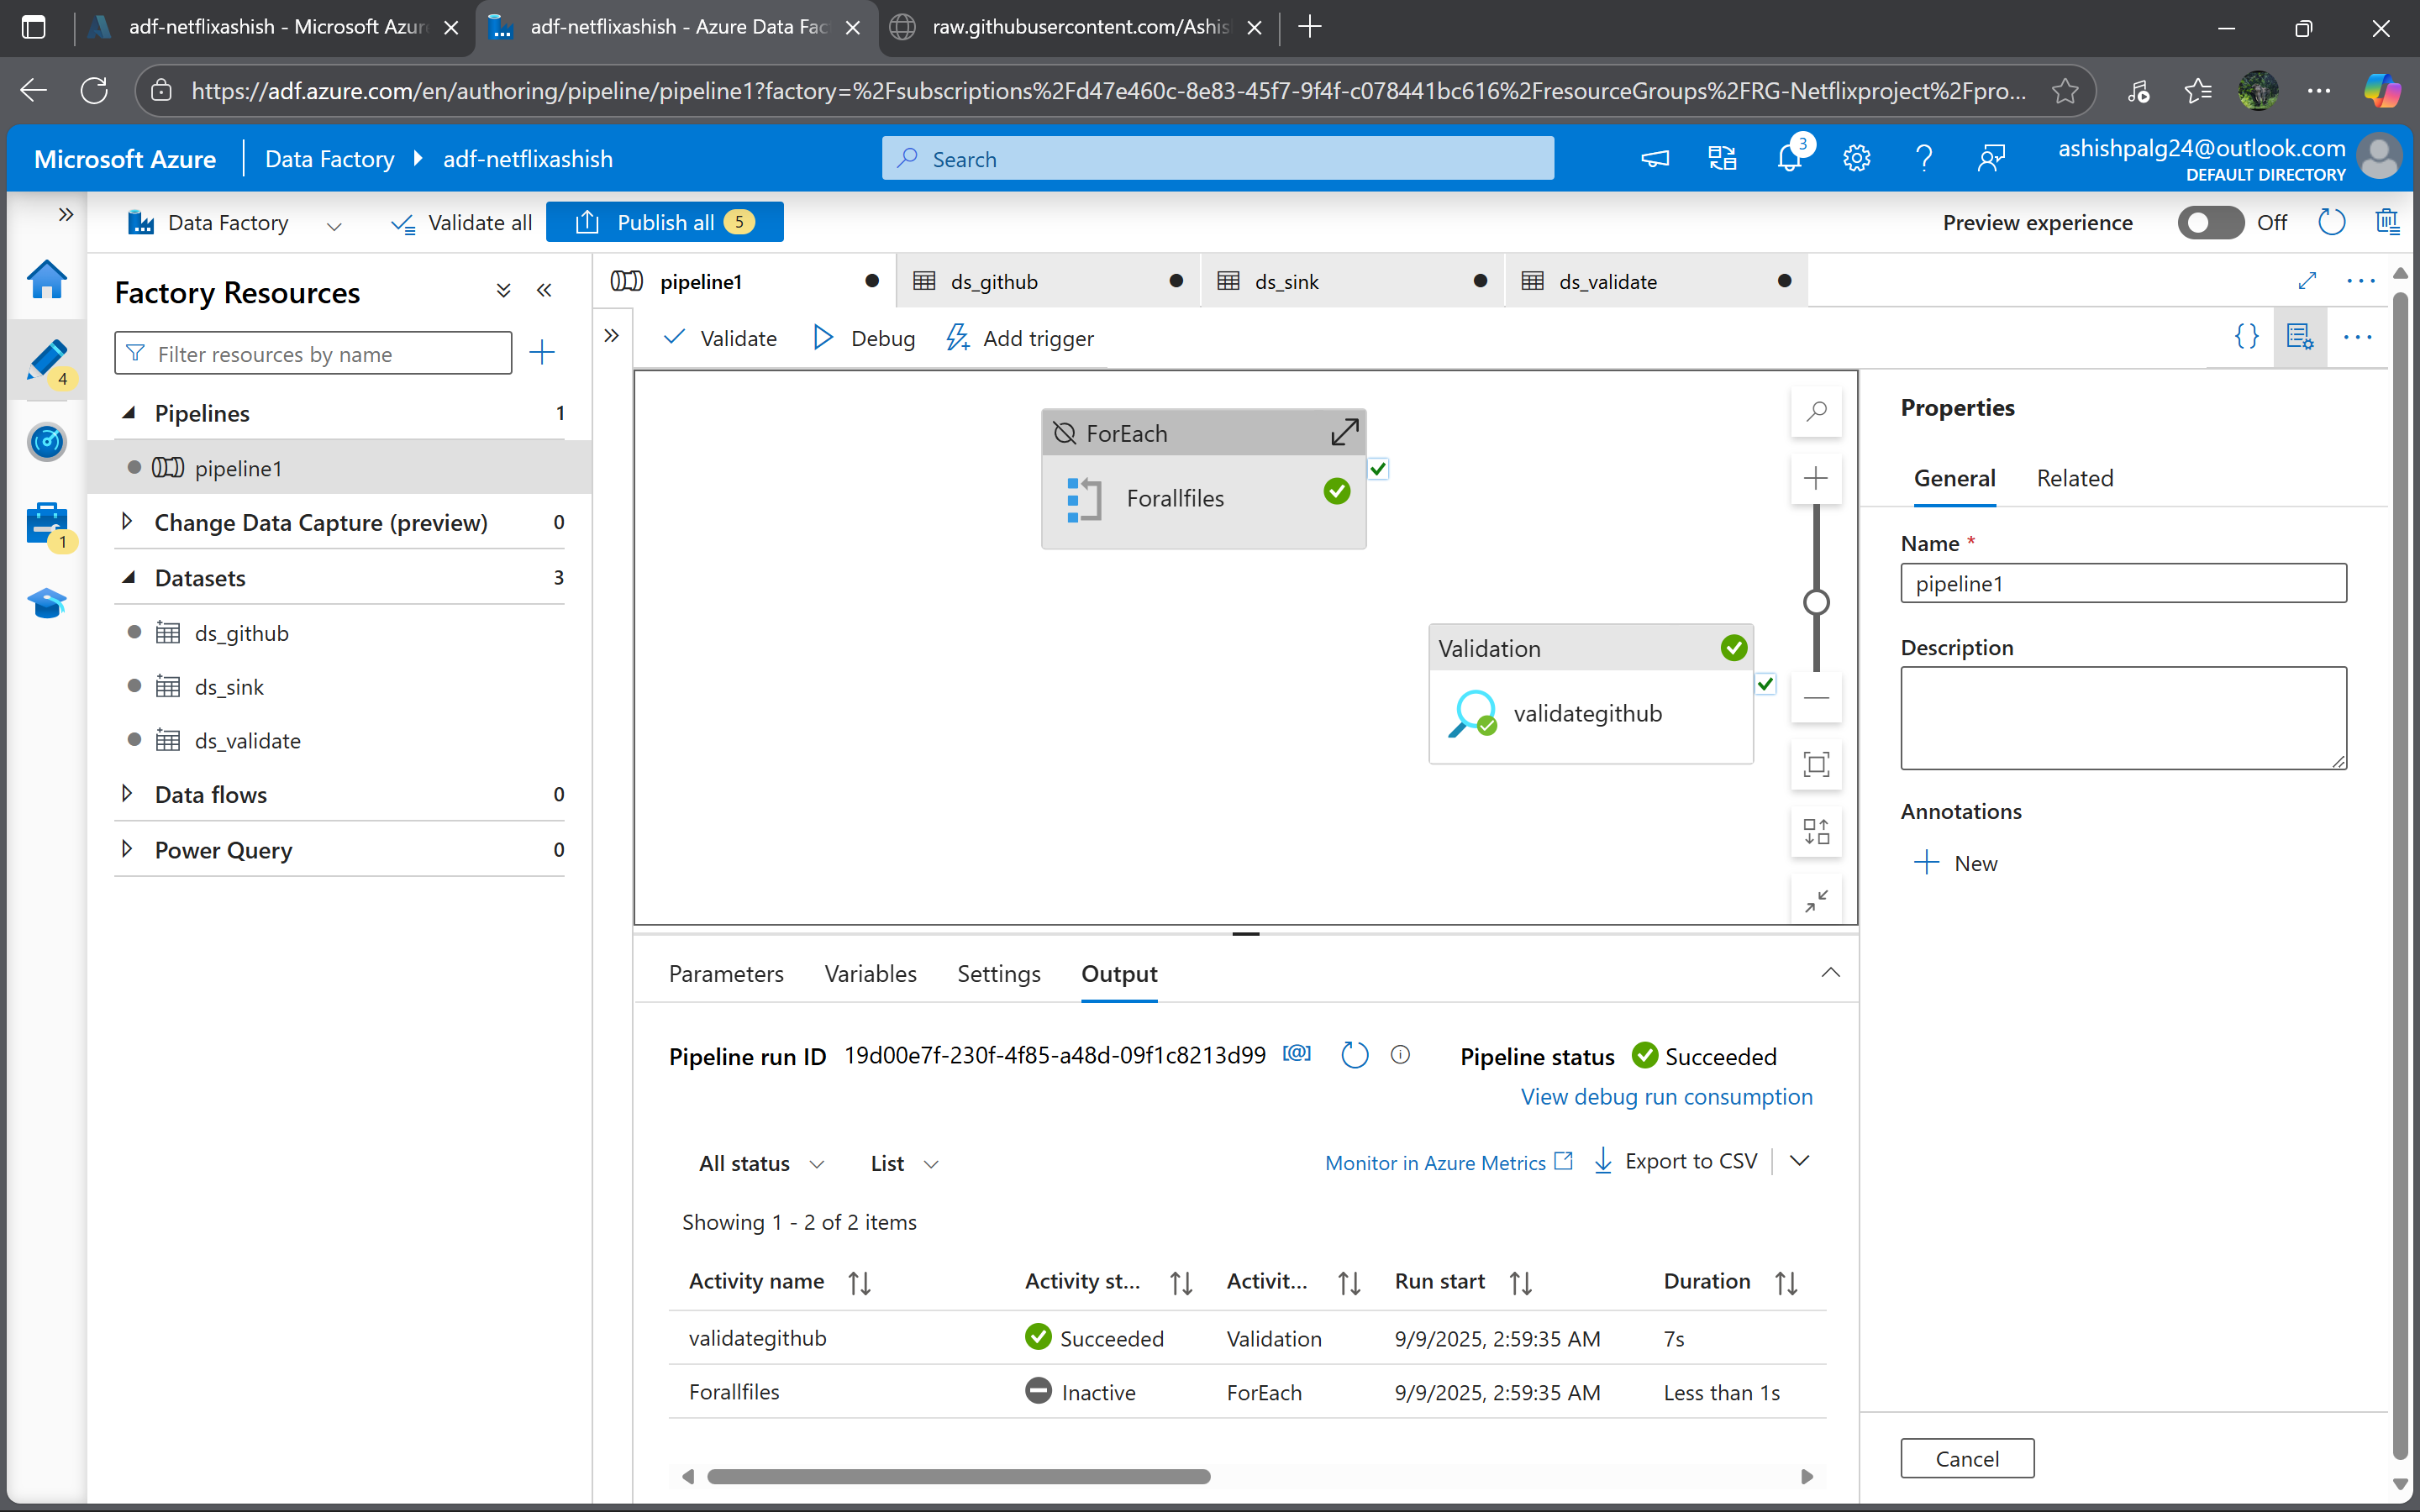 adf-netflixashish - Microsoft Azur
adf-netflixashish - Azure Data Fac
raw.githubusercontent.com/Ashis
https://adf.azure.com/en/authoring/pipeline/pipeline1?factory=%2Fsubscriptions%2Fd47e460c-8e83-45f7-9f4f-c078441bc616%2FresourceGroups%2FRG-Netflixproject%2Fpro...
Microsoft Azure
Data Factory
adf-netflixashish
Search
3
ashishpalg24@outlook.com
DEFAULT DIRECTORY
Data Factory
Validate all
Publish all
5
Preview experience
Off
4
1
Factory Resources
Filter resources by name
Pipelines 1
pipeline1
Change Data Capture (preview) 0
Datasets 3
ds_github
ds_sink
ds_validate
Data flows 0
Power Query 0
pipeline1
ds_github
ds_sink
ds_validate
Validate
Debug
Add trigger
{}
ForEach
Forallfiles
Validation
validategithub
Parameters
Variables
Settings
Output
Pipeline run ID 19d00e7f-230f-4f85-a48d-09f1c8213d99
[@]
Pipeline status Succeeded
View debug run consumption
All status
List
Monitor in Azure Metrics
Export to CSV
Showing 1 - 2 of 2 items
Activity name Activity st... Activit... Run start Duration
validategithub Succeeded Validation 9/9/2025, 2:59:35 AM 7s
Forallfiles Inactive ForEach 9/9/2025, 2:59:35 AM Less than 1s
Properties
General
Related
Name *
pipeline1
Description
Annotations
New
Cancel